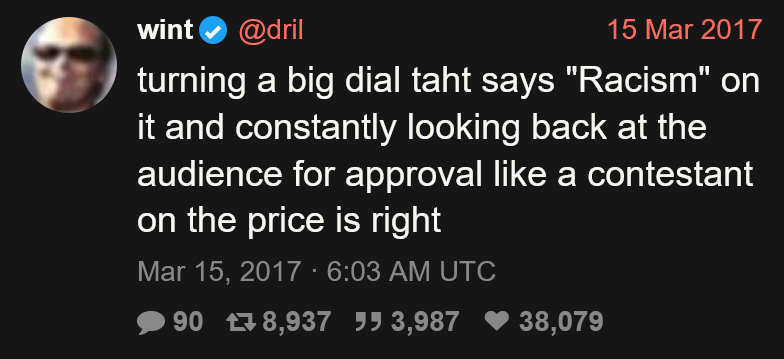 wint @dril 15 Mar 2017
turning a big dial taht says "Racism" on
it and constantly looking back at the
audience for approval like a contestant
on the price is right
Mar 15, 2017 · 6:03 AM UTC
90 8,937 3,987 38,079